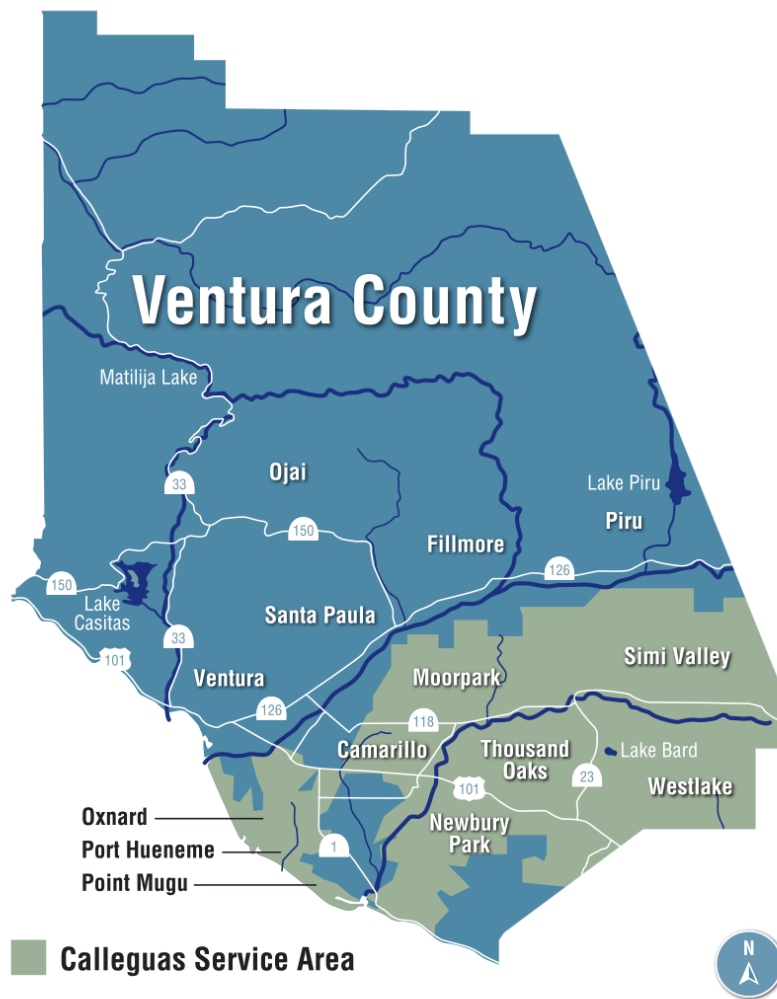 Ventura County
Matilija Lake
Ojai
33
Lake Piru
Piru
150
Fillmore
126
150
Lake
Casitas
Santa Paula
33
101
Ventura
Simi Valley
Moorpark
126
118
Camarillo
Thousand
Oaks
Lake Bard
23
101
Westlake
Oxnard
Newbury
Park
Port Hueneme
1
Point Mugu
Calleguas Service Area
N